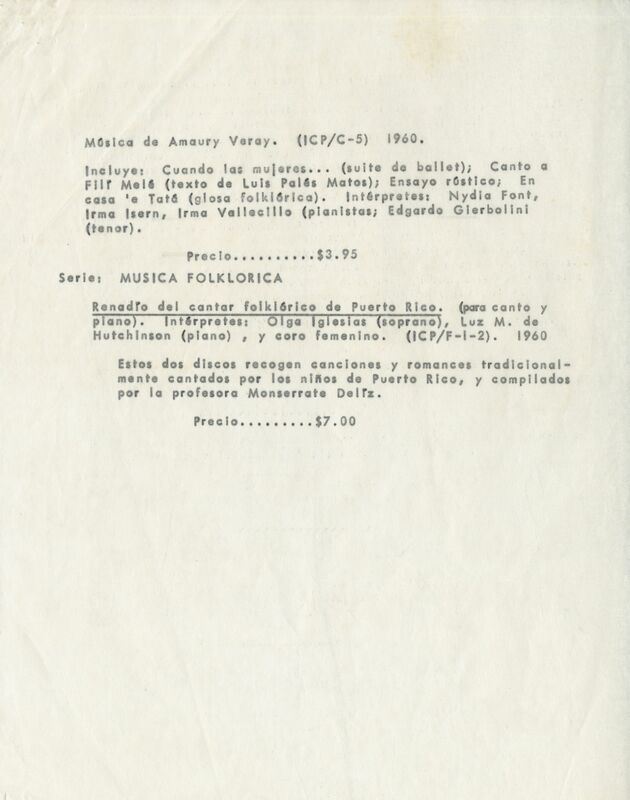 Música de Amaury Veray. (ICP/C-5) 1960.
Incluye: Cuando las mujeres... (suite de ballet); Canto a
Filí Melé (texto de Luis Palés Matos); Ensayo rústico; En
casa 'e Tatá (glosa folklórica). Intérpretes: Nydia Font,
Irma Isern, Irma Vallecillo (pianistas; Edgardo Gierbolini
(tenor).
Precio..........$3.95
Serie: MUSICA FOLKLORICA
Renadío del cantar folklórico de Puerto Rico. (para canto y
piano). Intérpretes: Olga Iglesias (soprano), Luz M. de
Hutchinson (piano) , y coro femenino. (ICP/F-1-2). 1960
Estos dos discos recogen canciones y romances tradicional-
mente cantados por los niños de Puerto Rico, y compilados
por la profesora Monserrate Delíz.
Precio.........$7.00